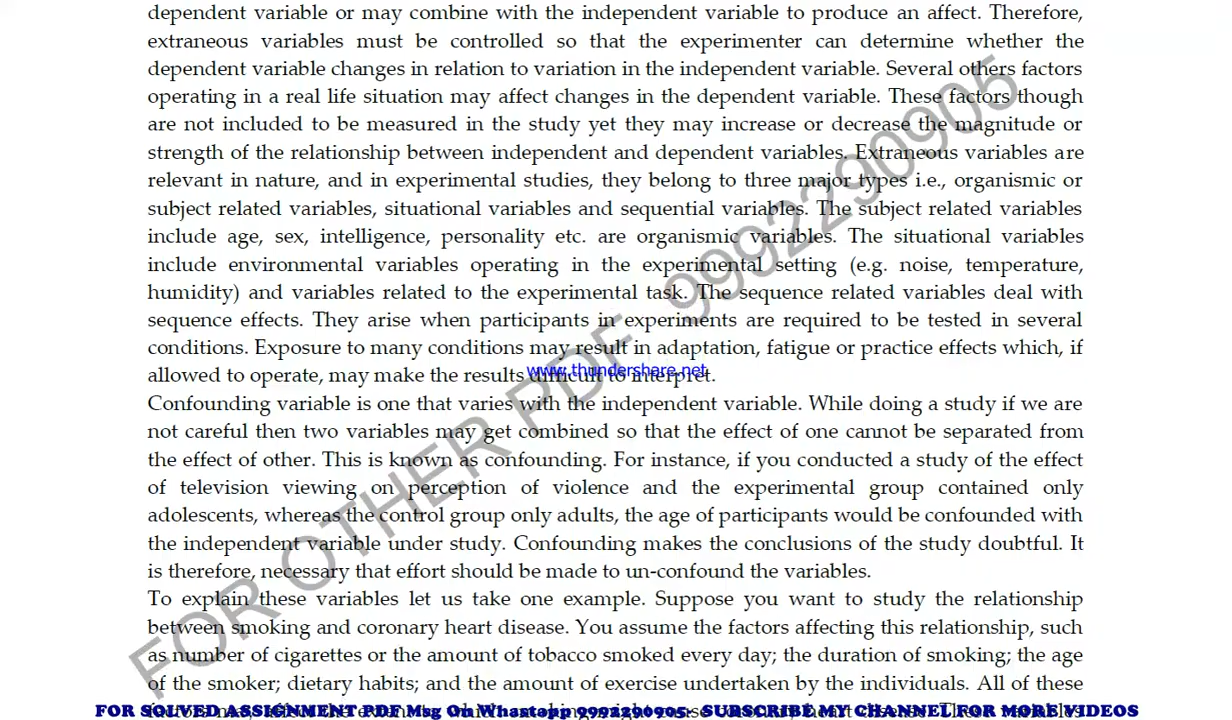 dependent variable or may combine with the independent variable to produce an affect. Therefore,
extraneous variables must be controlled so that the experimenter can determine whether the
dependent variable changes in relation to variation in the independent variable. Several others factors
operating in a real life situation may affect changes in the dependent variable. These factors though
are not included to be measured in the study yet they may increase or decrease the magnitude or
strength of the relationship between independent and dependent variables. Extraneous variables are
relevant in nature, and in experimental studies, they belong to three major types i.e., organismic or
subject related variables, situational variables and sequential variables. The subject related variables
include age, sex, intelligence, personality etc. are organismic variables. The situational variables
include environmental variables operating in the experimental setting (e.g. noise, temperature,
humidity) and variables related to the experimental task. The sequence related variables deal with
sequence effects. They arise when participants in experiments are required to be tested in several
conditions. Exposure to many conditions may result in adaptation, fatigue or practice effects which, if
allowed to operate, may make the results difficult to interpret.
www.thundershare.net
Confounding variable is one that varies with the independent variable. While doing a study if we are
not careful then two variables may get combined so that the effect of one cannot be separated from
the effect of other. This is known as confounding. For instance, if you conducted a study of the effect
of television viewing on perception of violence and the experimental group contained only
adolescents, whereas the control group only adults, the age of participants would be confounded with
the independent variable under study. Confounding makes the conclusions of the study doubtful. It
is therefore, necessary that effort should be made to un-confound the variables.
To explain these variables let us take one example. Suppose you want to study the relationship
between smoking and coronary heart disease. You assume the factors affecting this relationship, such
as number of cigarettes or the amount of tobacco smoked every day; the duration of smoking; the age
of the smoker; dietary habits; and the amount of exercise undertaken by the individuals. All of these
FOR SOLVED ASSIGNMENT PDF Msg On Whatapp 9992290905- SUBSCRIBE MY CHANNEL FOR MORE VIDEOS
FOR OTHER PDF 9992290905